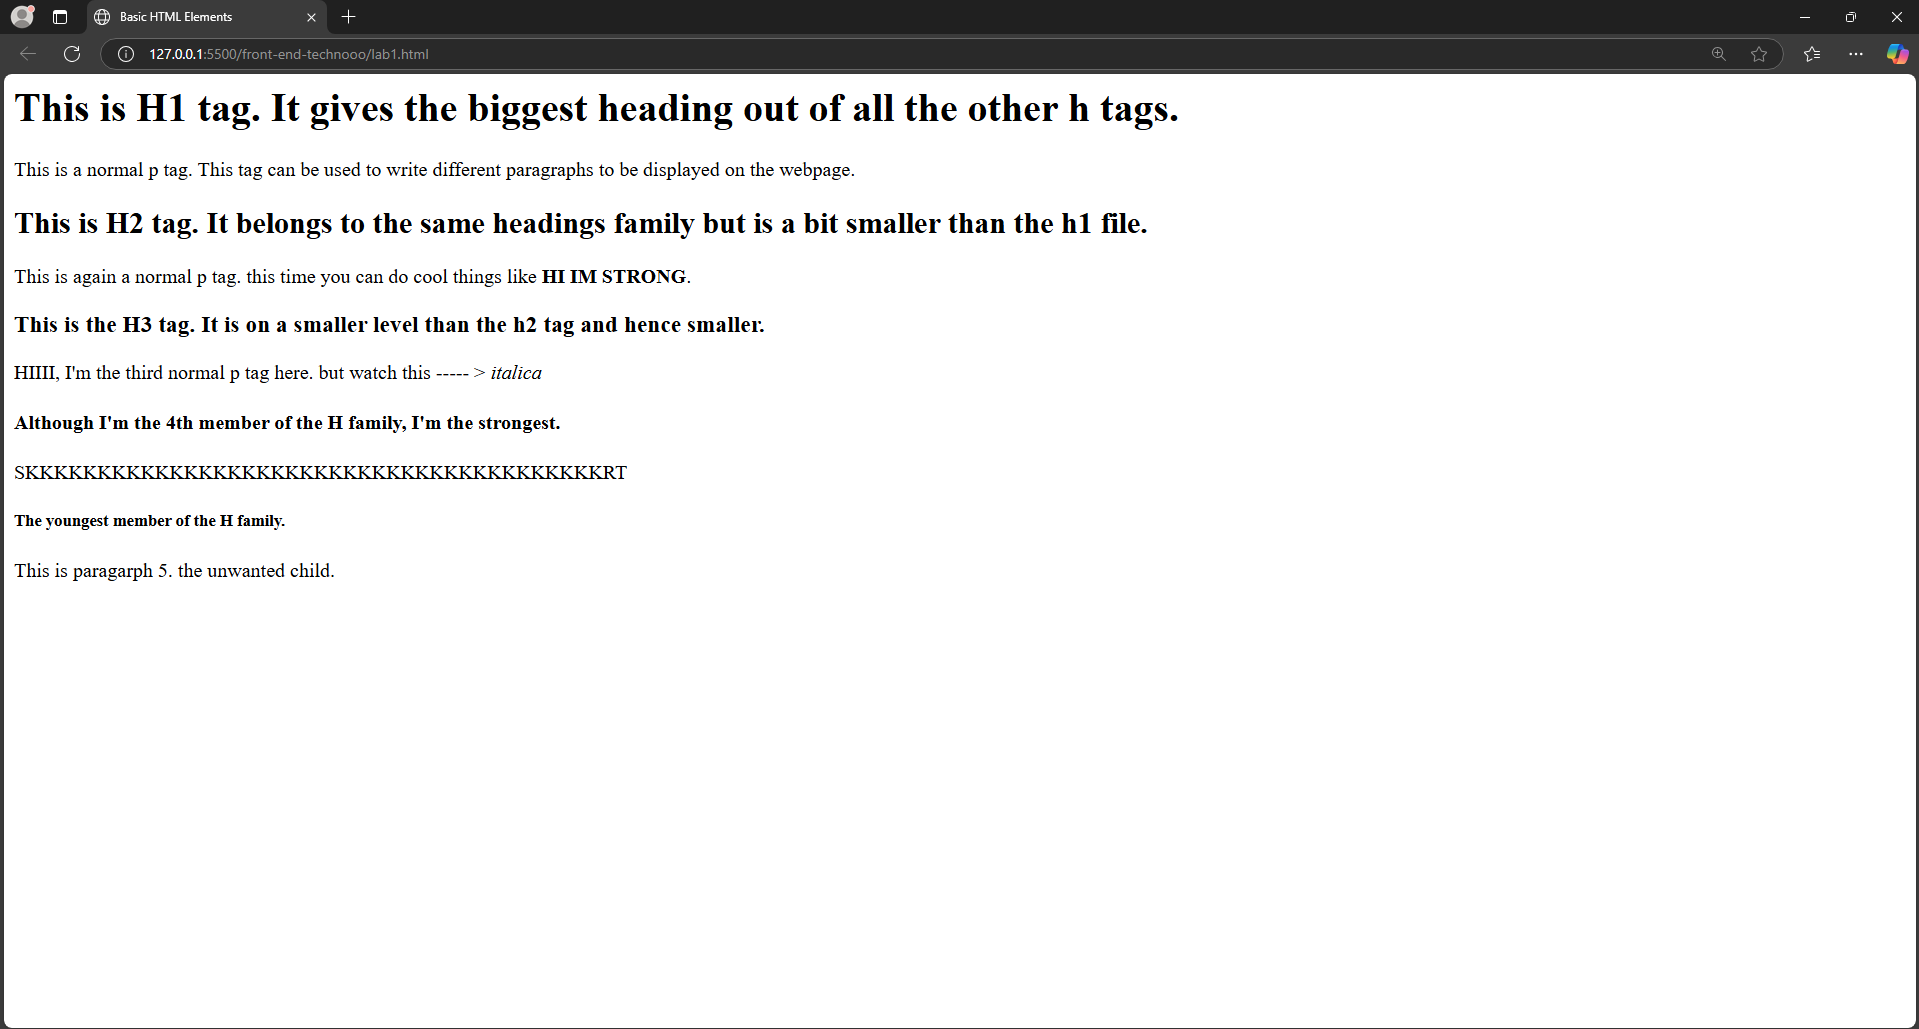 Basic HTML Elements
127.0.0.1:5500/front-end-technooo/lab1.html
This is H1 tag. It gives the biggest heading out of all the other h tags.
This is a normal p tag. This tag can be used to write different paragraphs to be displayed on the webpage.
This is H2 tag. It belongs to the same headings family but is a bit smaller than the h1 file.
This is again a normal p tag. this time you can do cool things like HI IM STRONG.
This is the H3 tag. It is on a smaller level than the h2 tag and hence smaller.
HIIII, I'm the third normal p tag here. but watch this ----- > italica
Although I'm the 4th member of the H family, I'm the strongest.
SKKKKKKKKKKKKKKKKKKKKKKKKKKKKKKKKKKKKKKKKRT
The youngest member of the H family.
This is paragarph 5. the unwanted child.